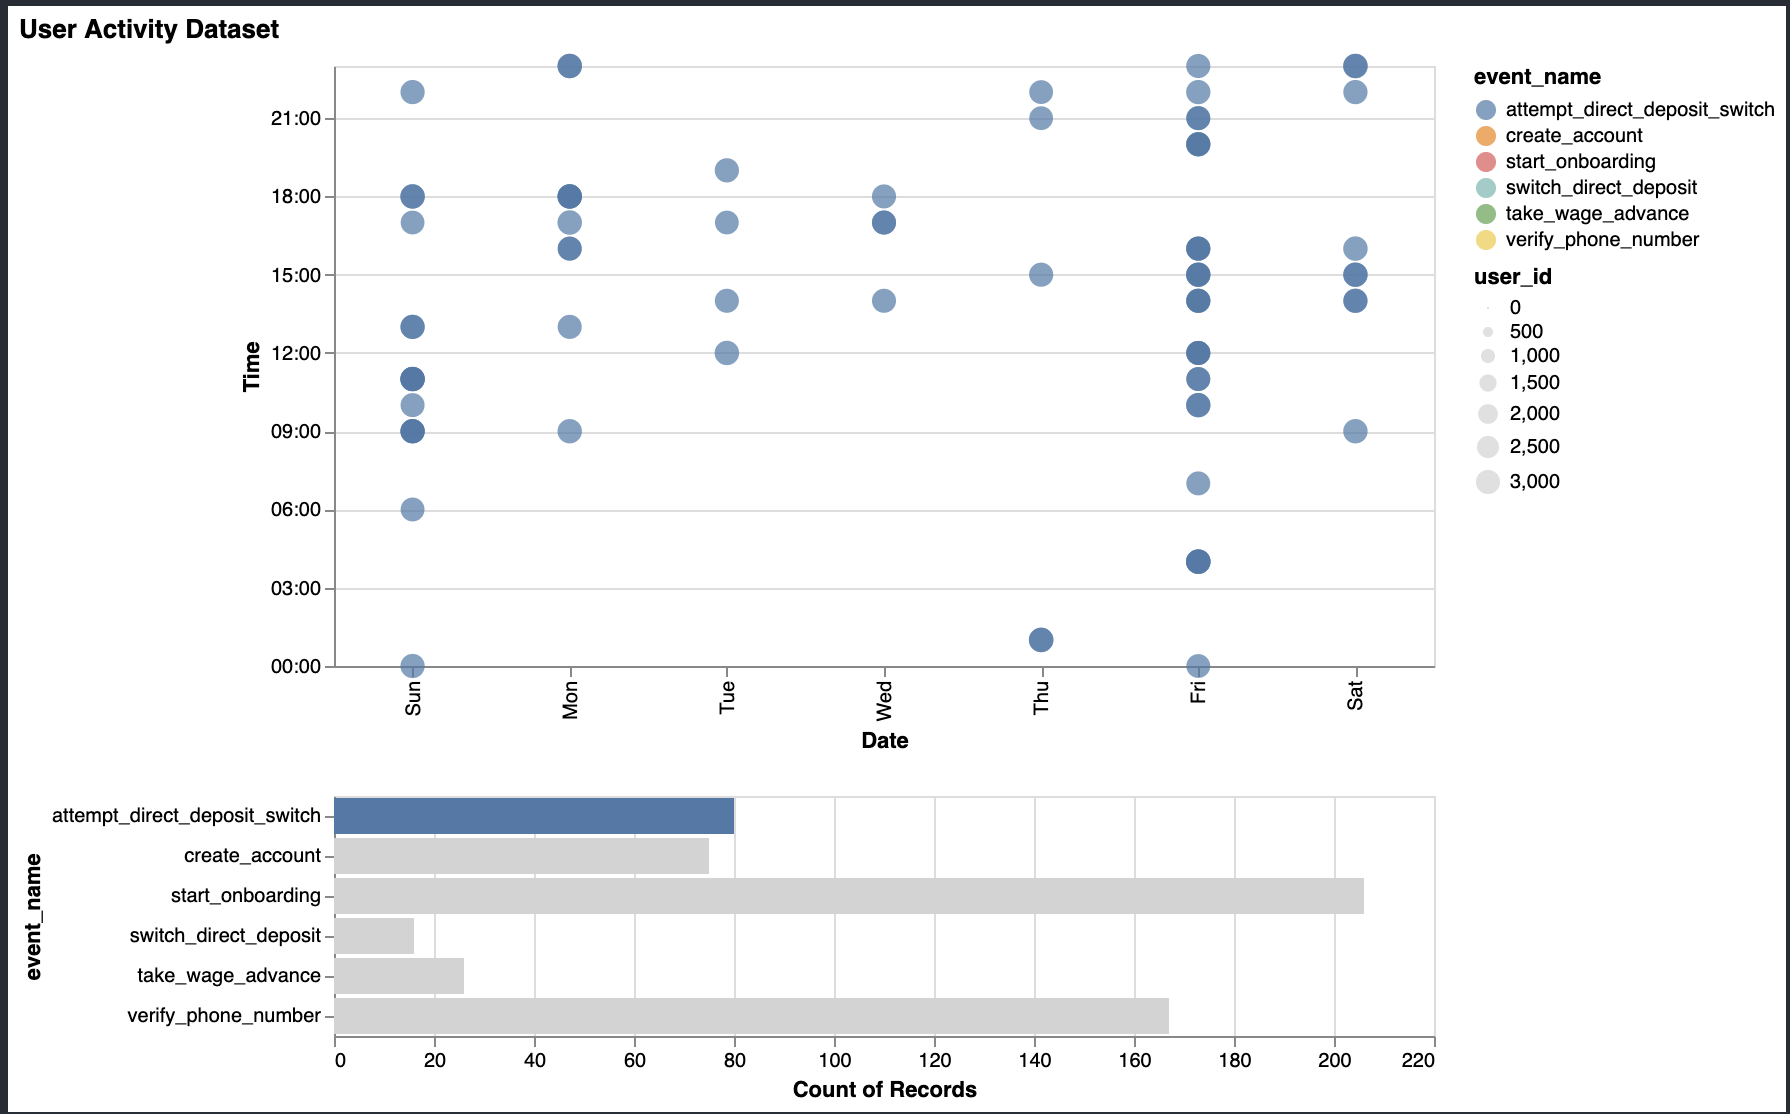 User Activity Dataset
Time
21:00
18:00
15:00
12:00
09:00
06:00
03:00
00:00
Sun
Mon
Tue
Wed
Thu
Fri
Sat
Date
event_name
attempt_direct_deposit_switch
create_account
start_onboarding
switch_direct_deposit
take_wage_advance
verify_phone_number
user_id
0
500
1,000
1,500
2,000
2,500
3,000
event_name
attempt_direct_deposit_switch
create_account
start_onboarding
switch_direct_deposit
take_wage_advance
verify_phone_number
0 20 40 60 80 100 120 140 160 180 200 220
Count of Records